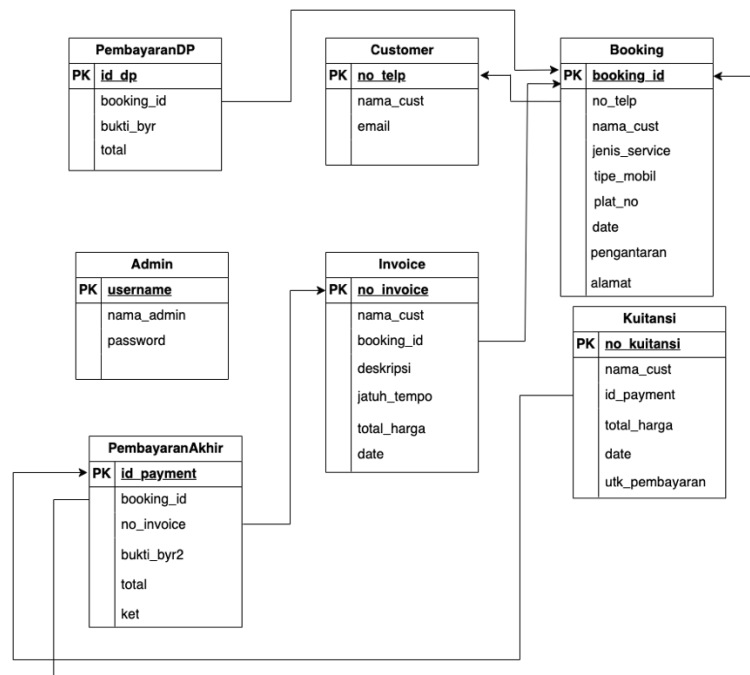 PembayaranDP
PK id_dp
booking_id
bukti_byr
total
Customer
PK no_telp
nama_cust
email
Booking
PK booking_id
no_telp
nama_cust
jenis_service
tipe_mobil
plat_no
date
pengantaran
alamat
Admin
PK username
nama_admin
password
Invoice
PK no_invoice
nama_cust
booking_id
deskripsi
jatuh_tempo
total_harga
date
Kuitansi
PK no_kuitansi
nama_cust
id_payment
total_harga
date
utk_pembayaran
PembayaranAkhir
PK id_payment
booking_id
no_invoice
bukti_byr2
total
ket